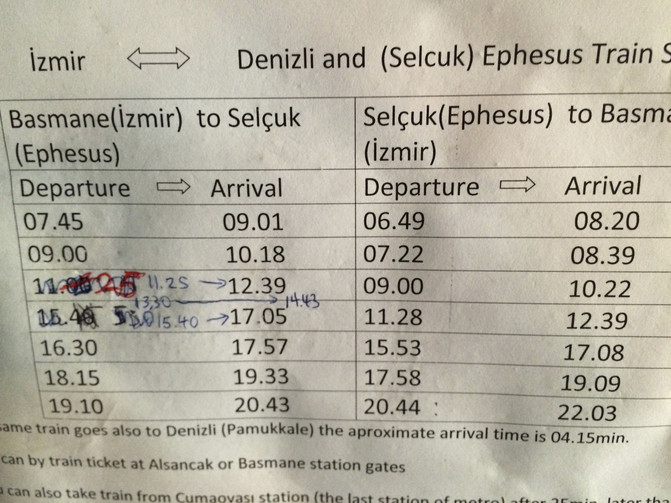 İzmir ⇔ Denizli and (Selcuk) Ephesus Train S
Basmane(İzmir) to Selçuk Selçuk(Ephesus) to Basma
(Ephesus) (İzmir)
Departure ⇨ Arrival Departure ⇨ Arrival
07.45 09.01 06.49 08.20
09.00 10.18 07.22 08.39
11.25 → 12.39 09.00 10.22
13.30 → 14.43
15.40 → 17.05 11.28 12.39
16.30 17.57 15.53 17.08
18.15 19.33 17.58 19.09
19.10 20.43 20.44 : 22.03
ame train goes also to Denizli (Pamukkale) the aproximate arrival time is 04.15min.
can by train ticket at Alsancak or Basmane station gates
can also take train from Cumaovası station (the last station of metro) after 25min